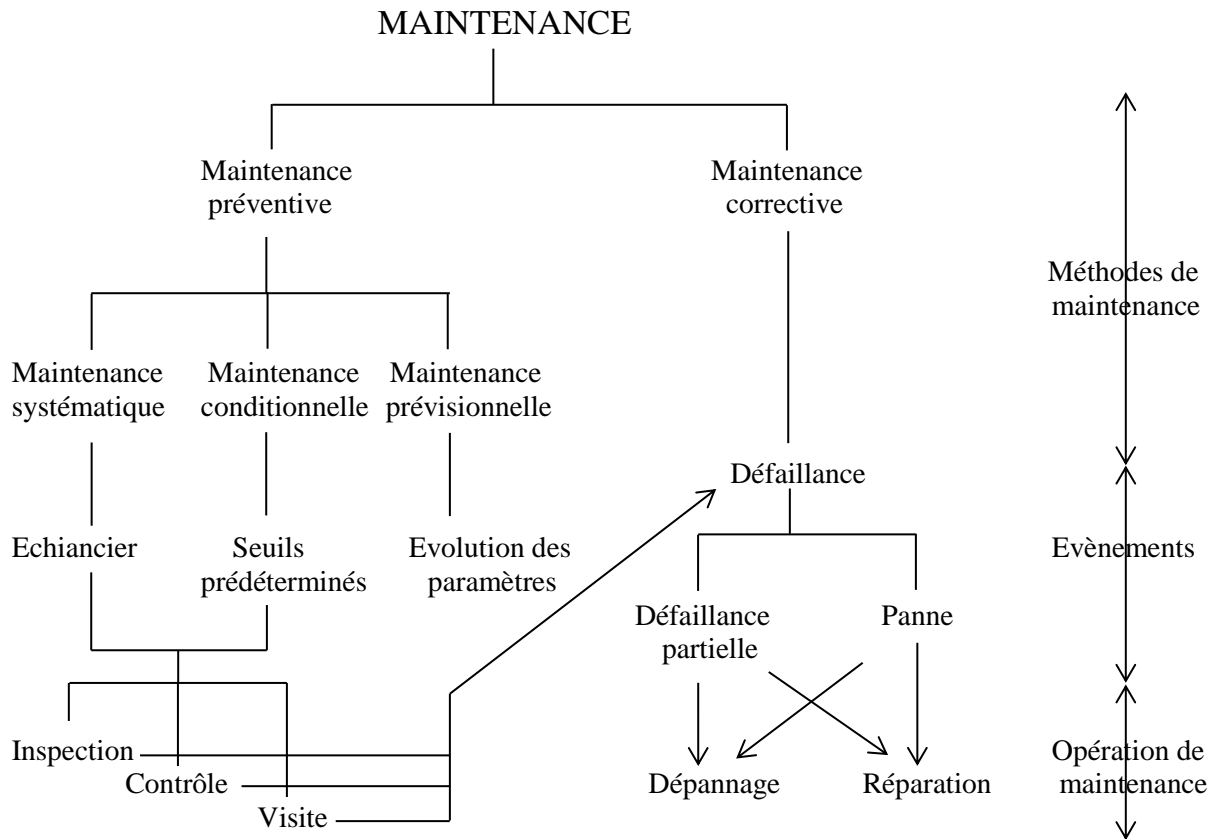 MAINTENANCE
Maintenance
préventive
Maintenance
corrective
Méthodes de
maintenance
Maintenance
systématique
Maintenance
conditionnelle
Maintenance
prévisionnelle
Défaillance
Echiancier
Seuils
prédéterminés
Evolution des
paramètres
Evènements
Défaillance
partielle
Panne
Inspection
Contrôle
Visite
Dépannage
Réparation
Opération de
maintenance